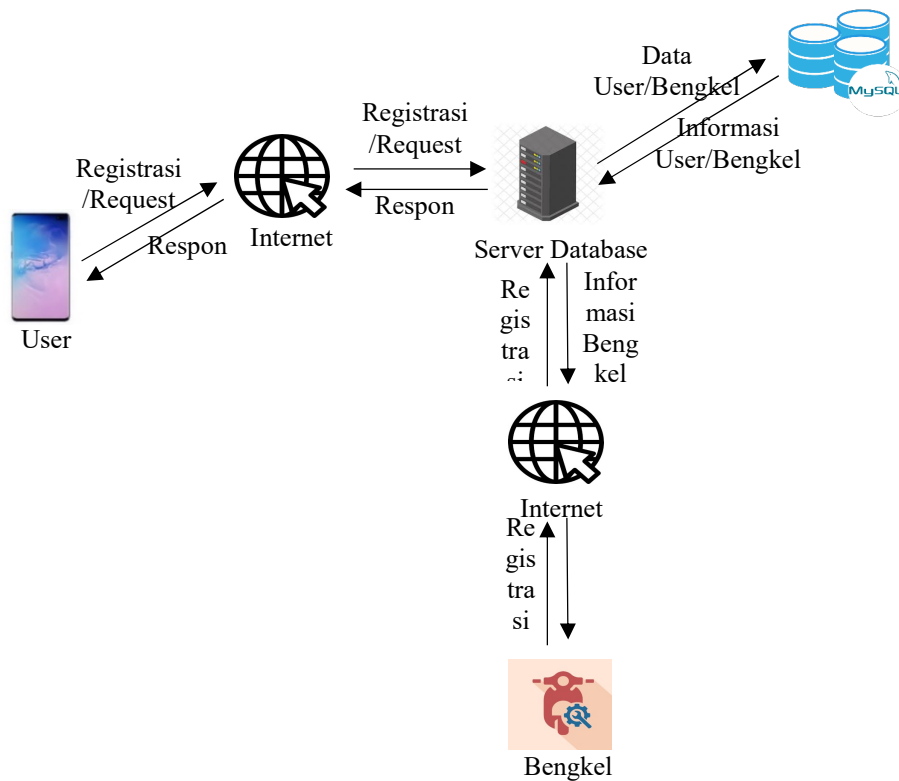 Data
User/Bengkel
MySQL
Informasi
User/Bengkel
Registrasi
/Request
Respon
Registrasi
/Request
Respon
Internet
User
Server Database
Re
gis
tra
si
Infor
masi
Beng
kel
Internet
Re
gis
tra
si
Bengkel